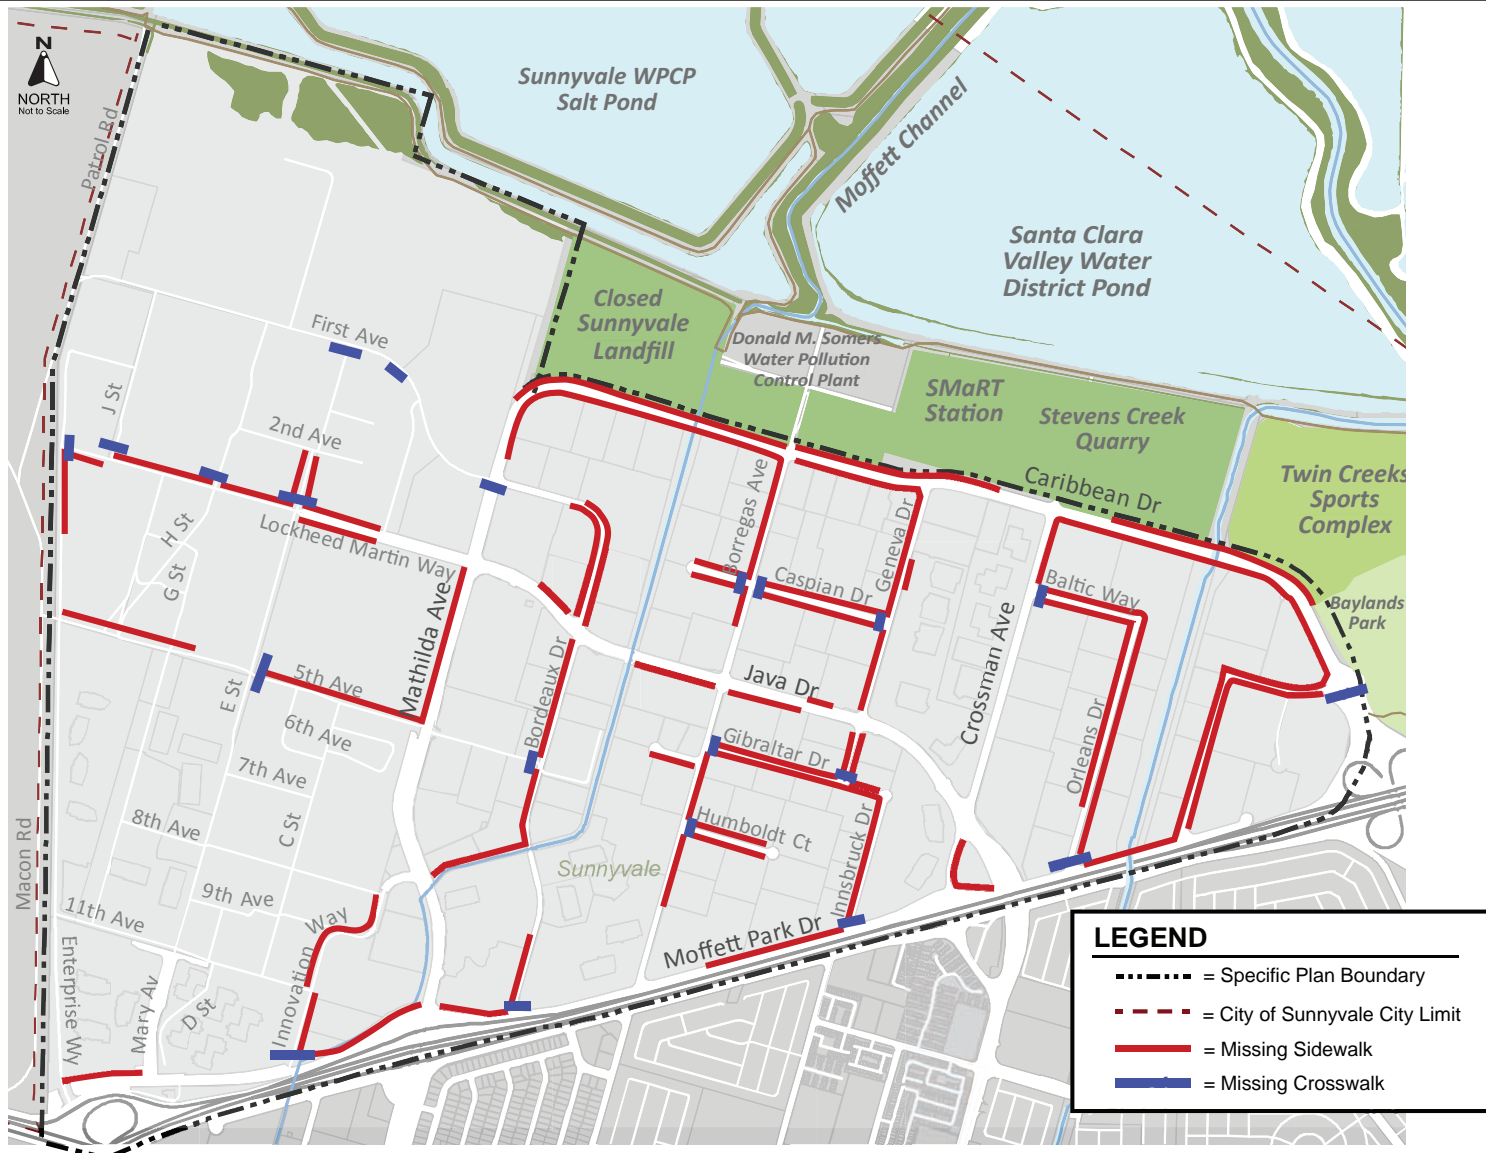 N
NORTH
Not to Scale
Sunnyvale WPCP
Salt Pond
Moffett Channel
Santa Clara
Valley Water
District Pond
Patrol Rd
Closed
Sunnyvale
Landfill
Donald M. Somers
Water Pollution
Control Plant
SMaRT
Station
Stevens Creek
Quarry
Twin Creeks
Sports
Complex
Baylands
Park
First Ave
J St
2nd Ave
H St
G St
Lockheed Martin Way
Mathilda Ave
Borregas Ave
Caspian Dr
Geneva Dr
Caribbean Dr
Baltic Way
Crossman Ave
Java Dr
Bordeaux Dr
Gibraltar Dr
Orleans Dr
5th Ave
E St
6th Ave
7th Ave
8th Ave
C St
Humboldt Ct
Innsbruck Dr
Sunnyvale
Macon Rd
9th Ave
11th Ave
Innovation Way
Moffett Park Dr
Enterprise Wy
Mary Av
D St
LEGEND
= Specific Plan Boundary
= City of Sunnyvale City Limit
= Missing Sidewalk
= Missing Crosswalk